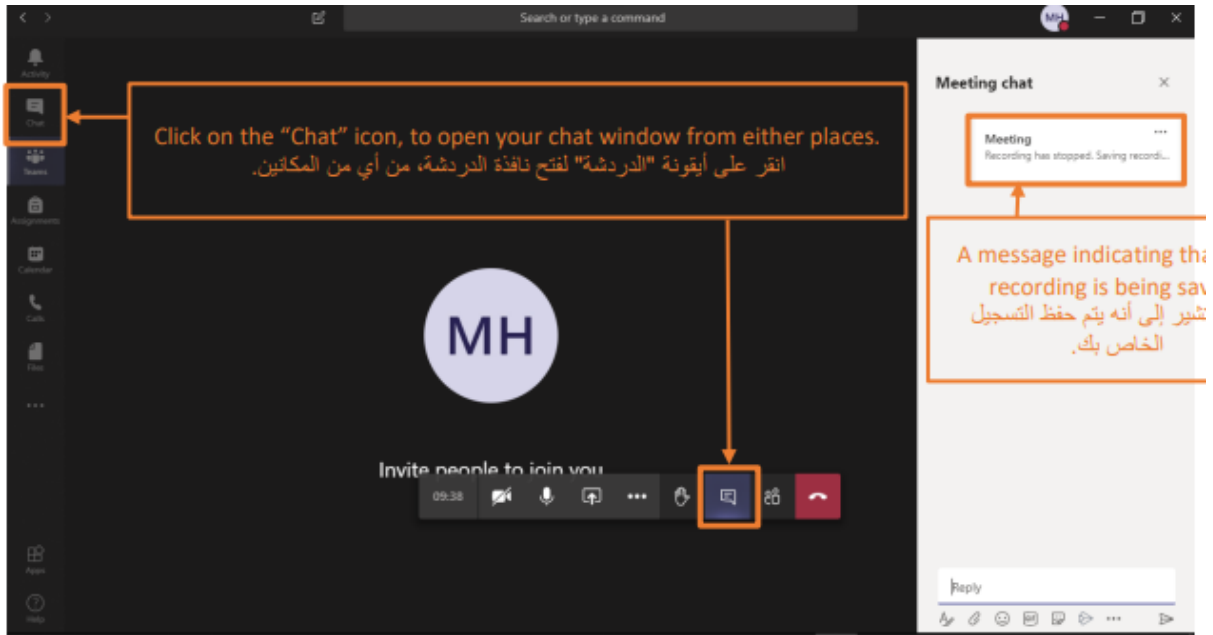 Search or type a command
MH
Activity
Chat
Teams
Assignments
Calendar
Calls
Files
Apps
Help
Click on the “Chat” icon, to open your chat window from either places.
انقر على أيقونة "الدردشة" لفتح نافذة الدردشة، من أي من المكانين.
MH
Invite people to join you
09:38
Meeting chat
Meeting
Recording has stopped. Saving recordi...
A message indicating tha
recording is being sav
تشير إلى أنه يتم حفظ التسجيل
الخاص بك.
Reply